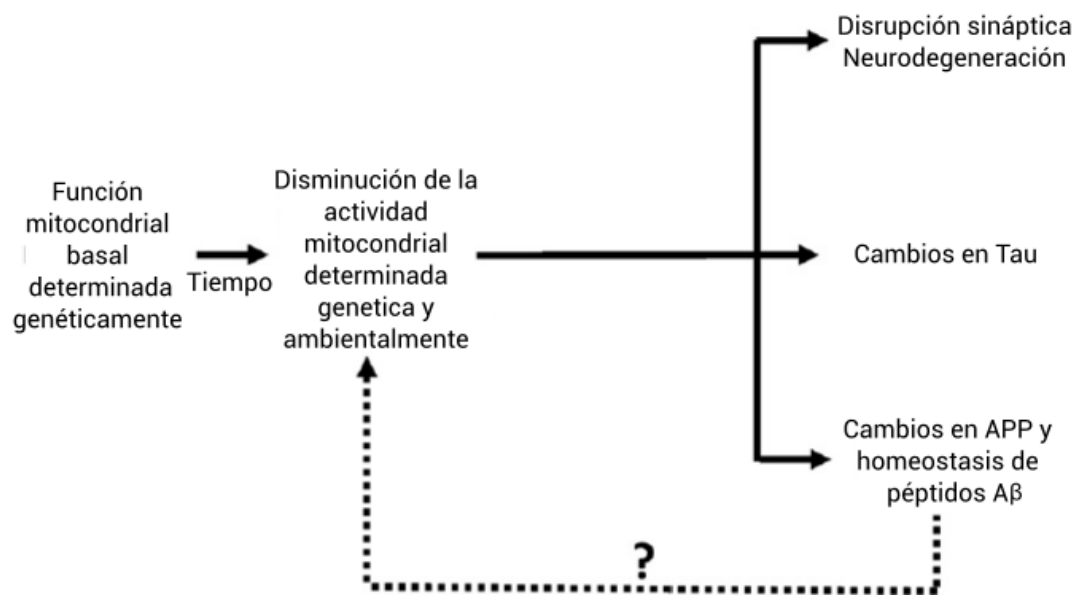 Disrupción sináptica
Neurodegeneración
Función
mitocondrial
basal
determinada
genéticamente
Tiempo
Disminución de la
actividad
mitocondrial
determinada
genetica y
ambientalmente
Cambios en Tau
Cambios en APP y
homeostasis de
péptidos Aβ
?